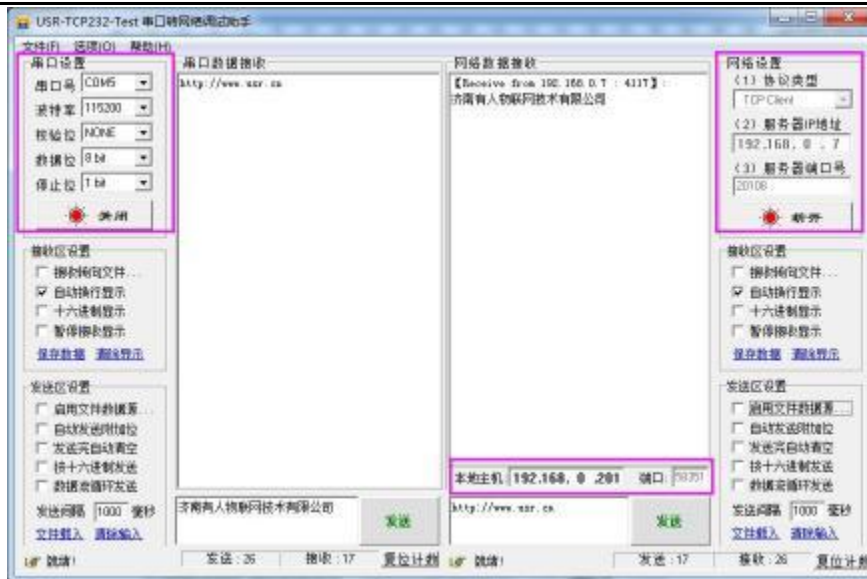 USR-TCP232-Test 串口转网络调试助手
文件(F) 选项(O) 帮助(H)
串口设置
串口号 COM5
波特率 115200
校验位 NONE
数据位 8 bit
停止位 1 bit
关闭
接收区设置
接收转向文件...
自动换行显示
十六进制显示
暂停接收显示
保存数据 清除显示
发送区设置
启用文件数据源...
自动发送附加位
发送完自动清空
按十六进制发送
数据流循环发送
发送间隔 1000 毫秒
文件载入 清除输入
串口数据接收
http://www.usr.cn
济南有人物联网技术有限公司
发送
网络数据接收
【Receive from 192.168.0.7 : 4117】:
济南有人物联网技术有限公司
本地主机 192.168. 0 .201 端口
http://www.usr.cn
发送
网络设置
(1) 协议类型
TCP Client
(2) 服务器IP地址
192.168. 0 . 7
(3) 服务器端口号
20108
断开
接收区设置
接收转向文件...
自动换行显示
十六进制显示
暂停接收显示
保存数据 清除显示
发送区设置
启用文件数据源...
自动发送附加位
发送完自动清空
按十六进制发送
数据流循环发送
发送间隔 1000 毫秒
文件载入 清除输入
就绪! 发送:26 接收:17 复位计数 就绪! 发送:17 接收:26 复位计数